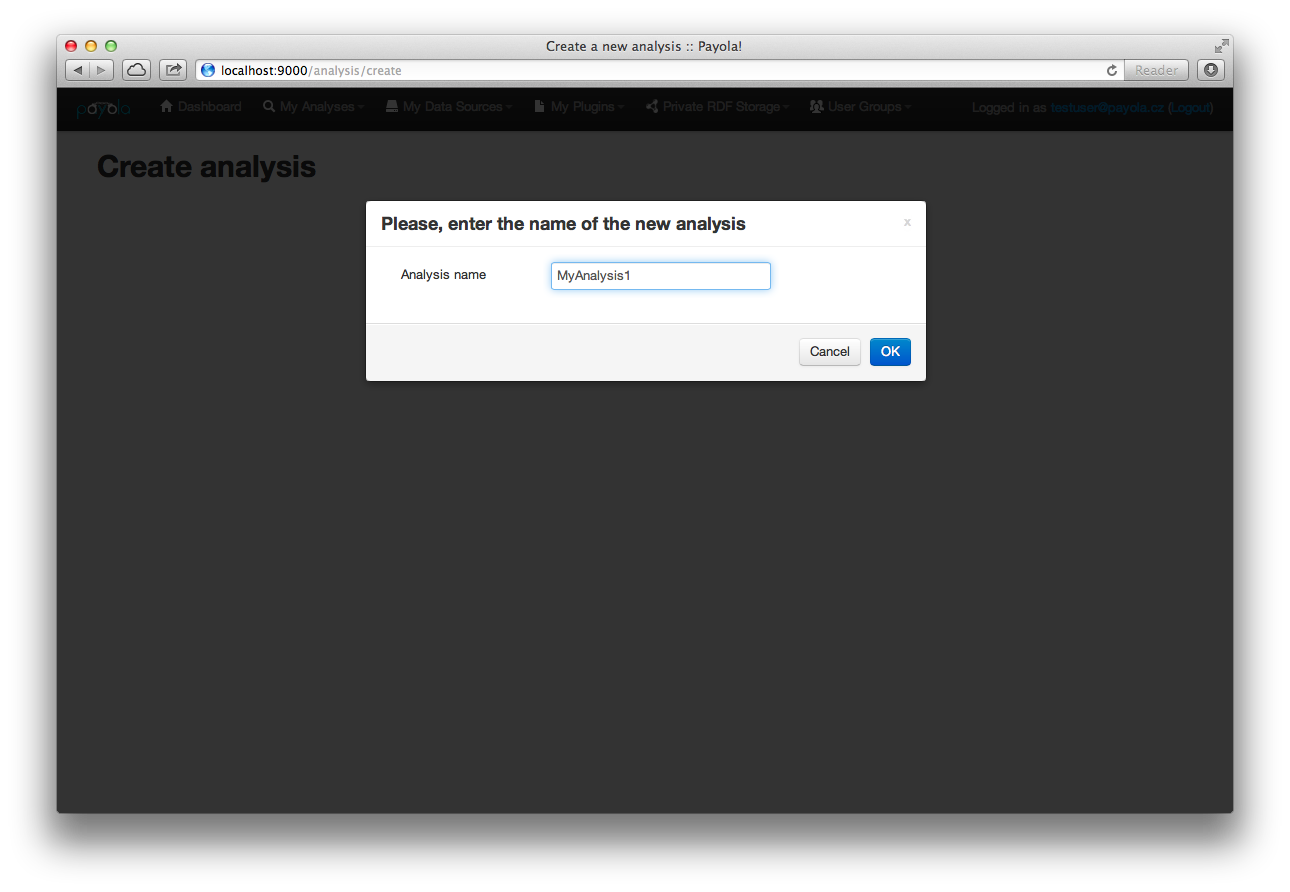 Create a new analysis :: Payola!
localhost:9000/analysis/create
Reader
payola
Dashboard
My Analyses
My Data Sources
My Plugins
Private RDF Storage
User Groups
Logged in as testuser@payola.cz (Logout)
Create analysis
Please, enter the name of the new analysis
x
Analysis name
MyAnalysis1
Cancel
OK